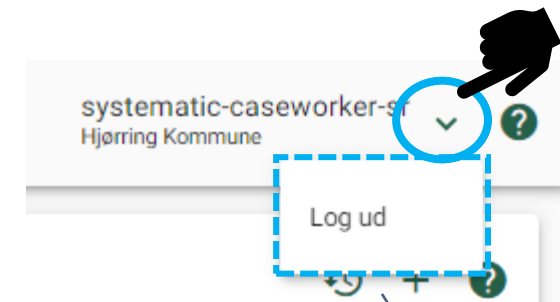 systematic-caseworker-sr
Hjørring Kommune
?
Log ud
?